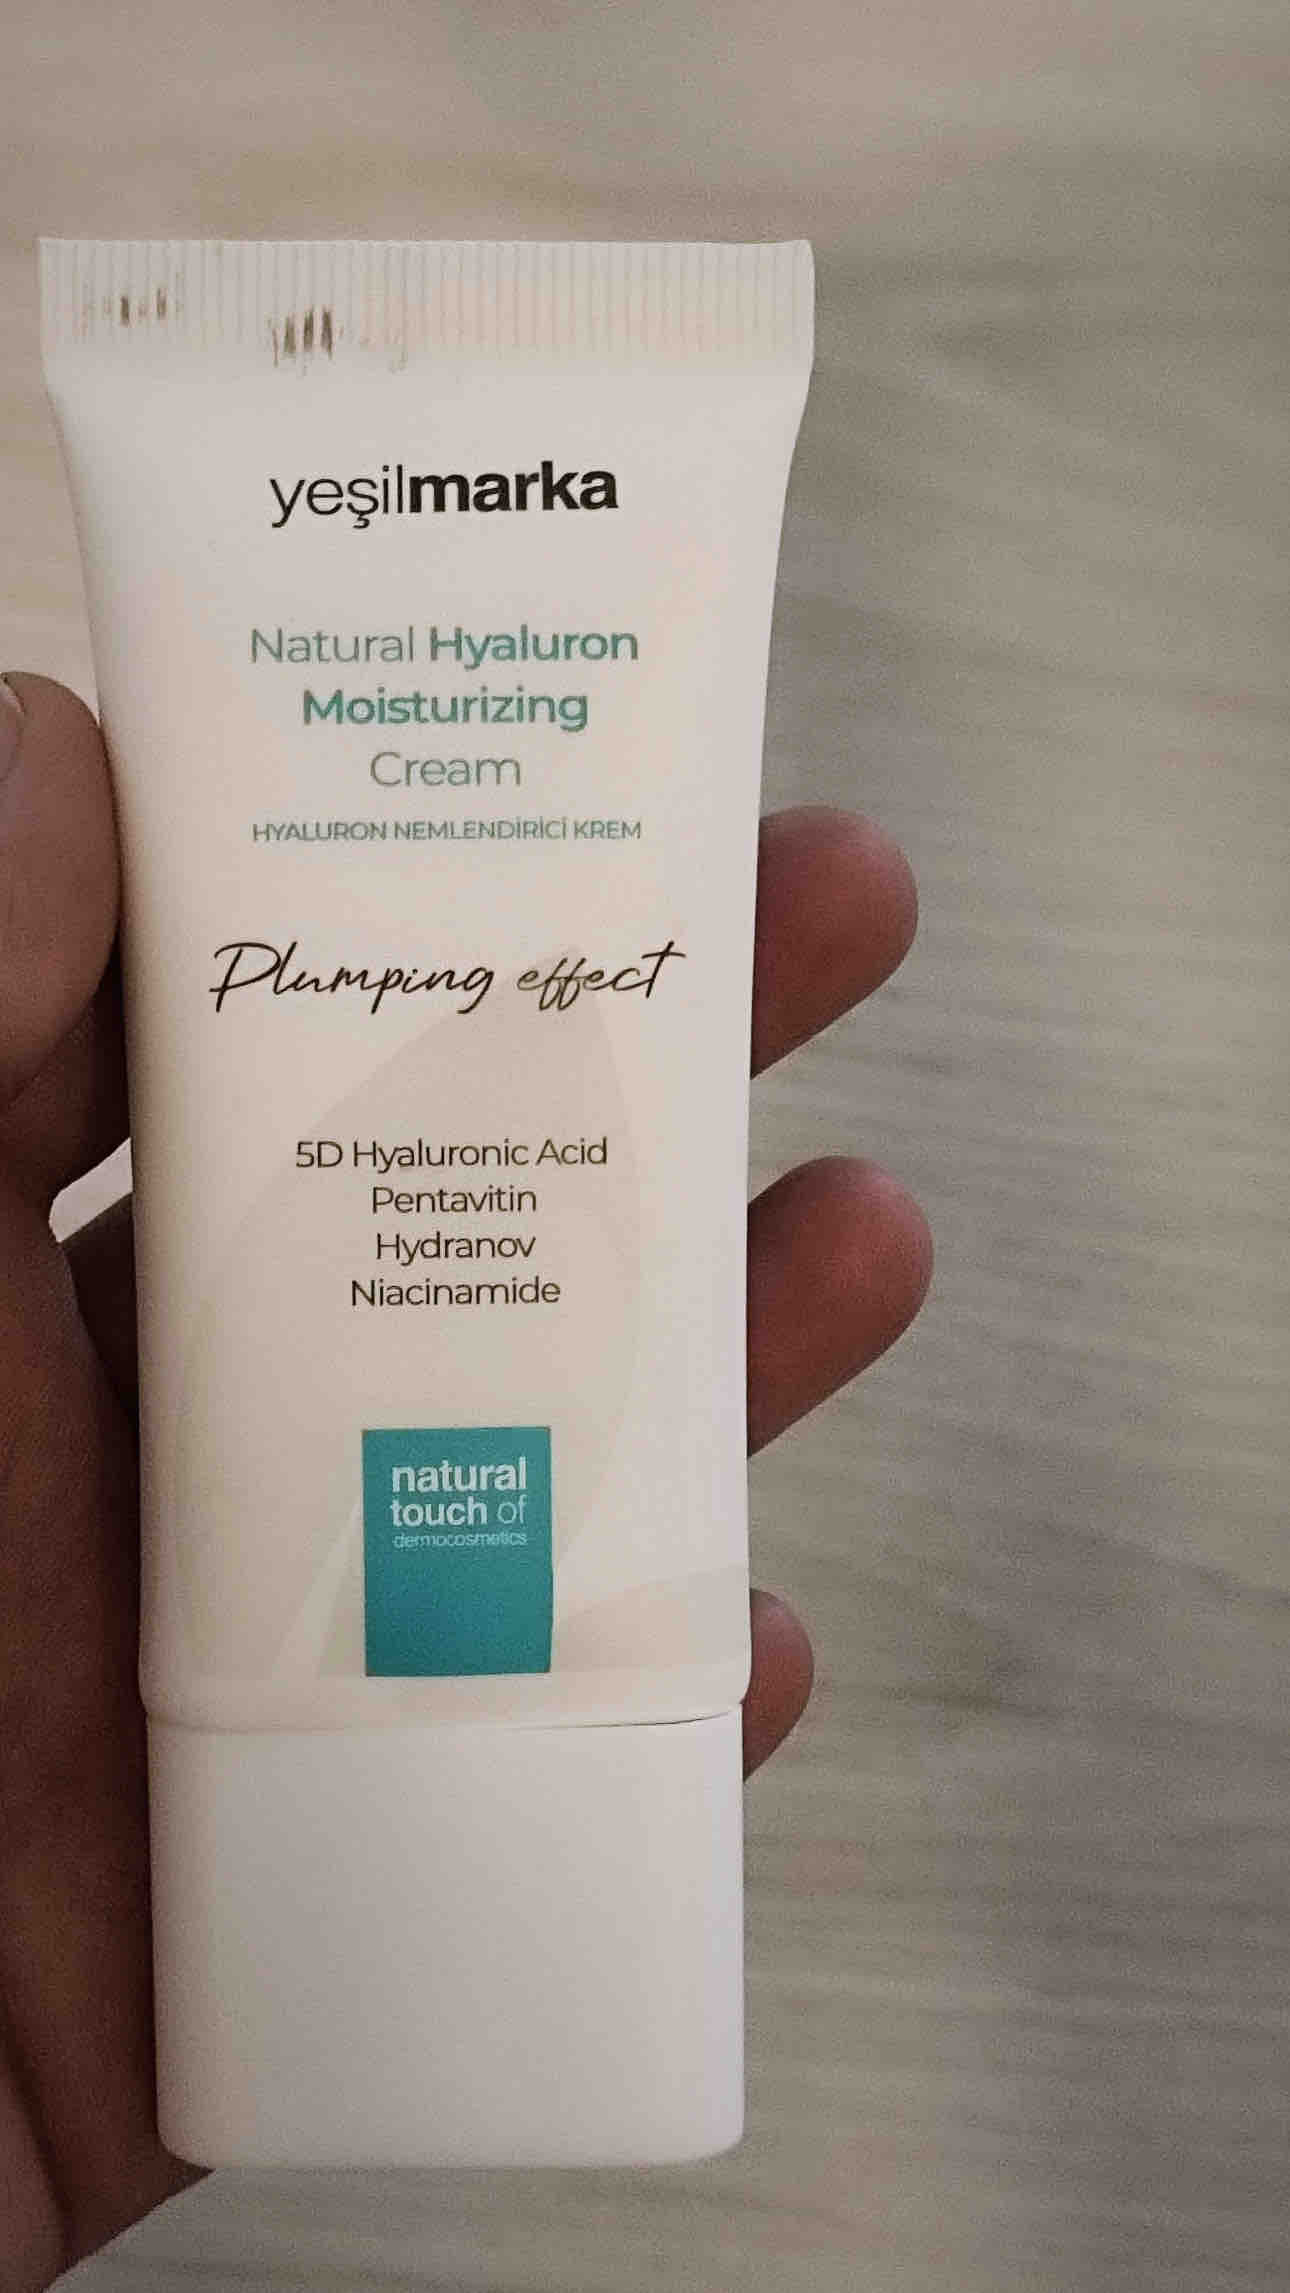 yeşilmarka
Natural Hyaluron
Moisturizing
Cream
HYALURON NEMLENDİRİCİ KREM
Plumping effect
5D Hyaluronic Acid
Pentavitin
Hydranov
Niacinamide
natural
touch of
dermocosmetics